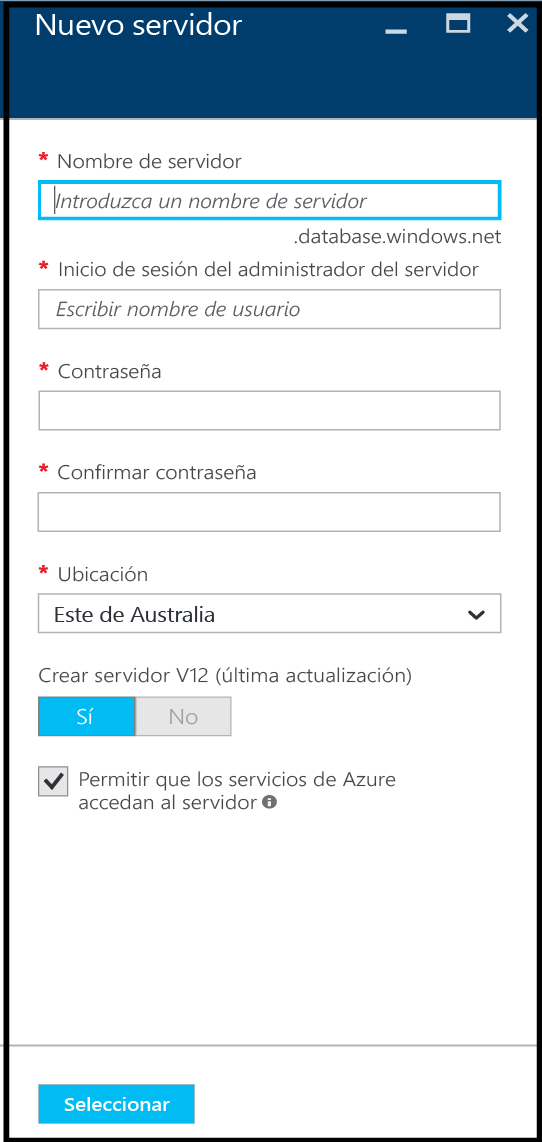 Nuevo servidor
* Nombre de servidor
Introduzca un nombre de servidor
.database.windows.net
* Inicio de sesión del administrador del servidor
Escribir nombre de usuario
* Contraseña
* Confirmar contraseña
* Ubicación
Este de Australia
Crear servidor V12 (última actualización)
Sí No
Permitir que los servicios de Azure
accedan al servidor
Seleccionar